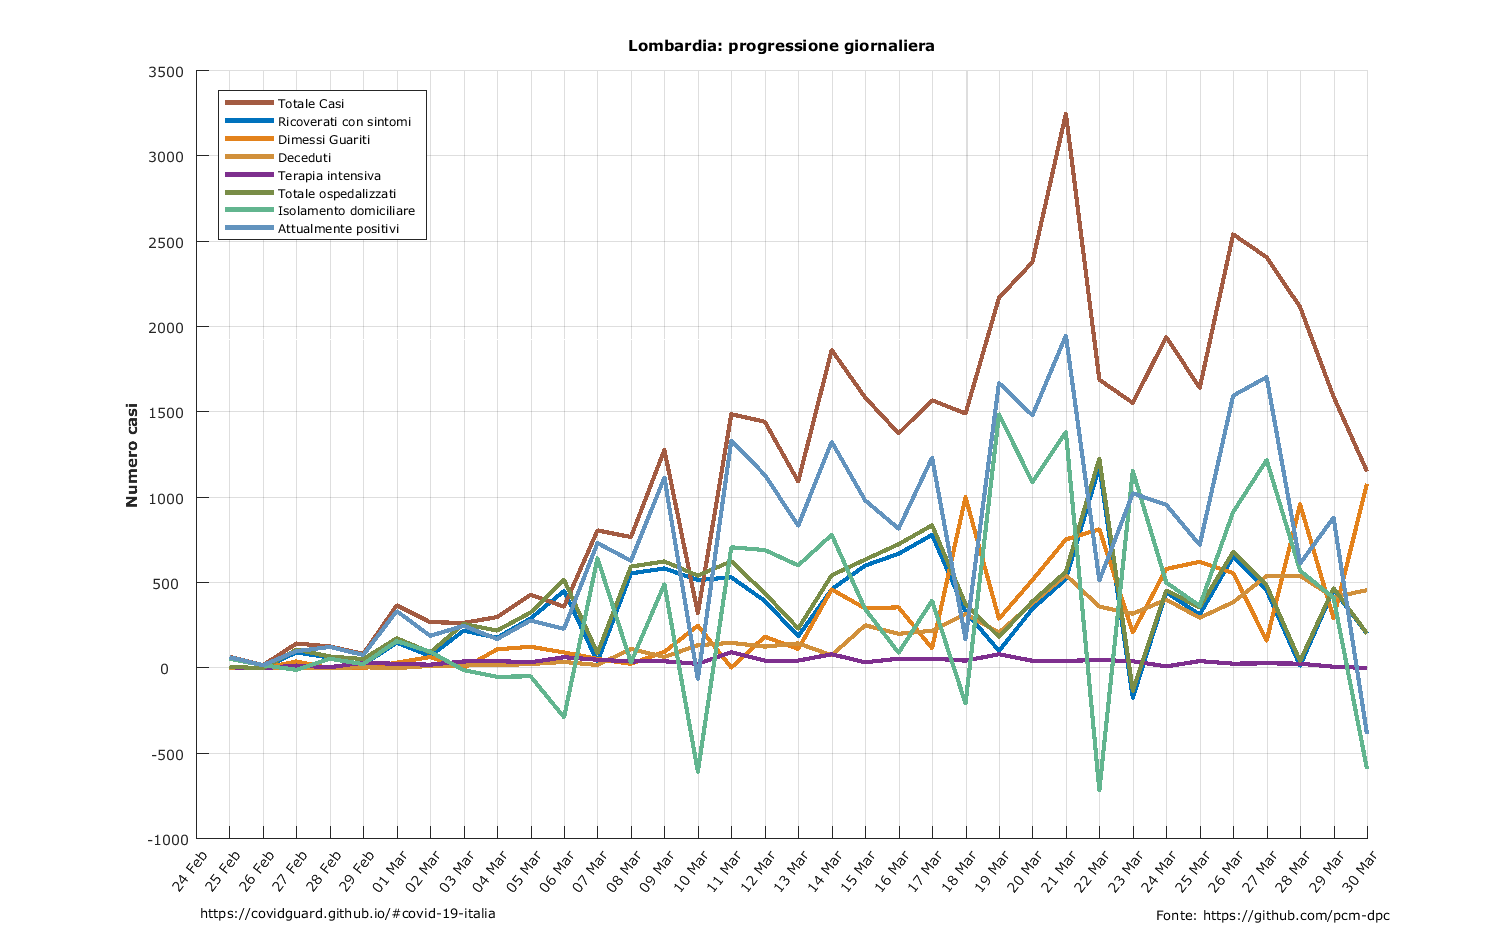 Lombardia: progressione giornaliera
Numero casi
3500
3000
2500
2000
1500
1000
500
0
-500
-1000
Totale Casi
Ricoverati con sintomi
Dimessi Guariti
Deceduti
Terapia intensiva
Totale ospedalizzati
Isolamento domiciliare
Attualmente positivi
24 Feb
25 Feb
26 Feb
27 Feb
28 Feb
29 Feb
01 Mar
02 Mar
03 Mar
04 Mar
05 Mar
06 Mar
07 Mar
08 Mar
09 Mar
10 Mar
11 Mar
12 Mar
13 Mar
14 Mar
15 Mar
16 Mar
17 Mar
18 Mar
19 Mar
20 Mar
21 Mar
22 Mar
23 Mar
24 Mar
25 Mar
26 Mar
27 Mar
28 Mar
29 Mar
30 Mar
https://covidguard.github.io/#covid-19-italia
Fonte: https://github.com/pcm-dpc